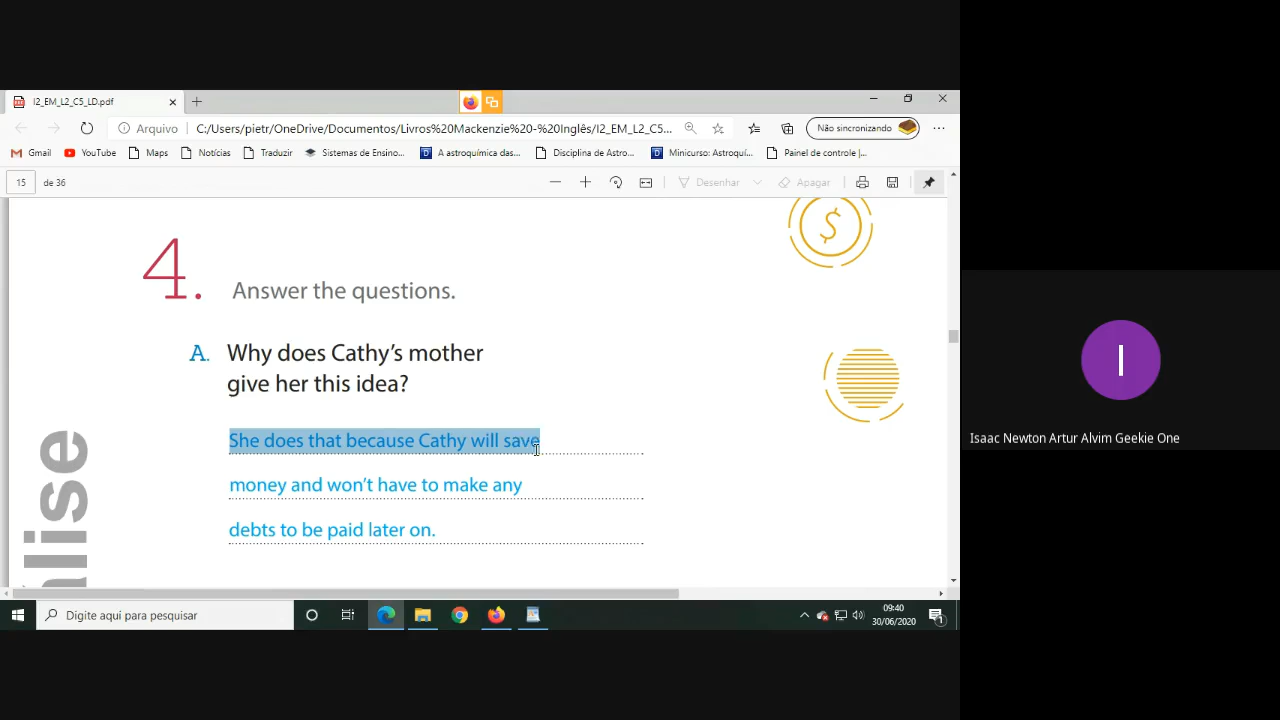 I2_EM_L2_C5_LD.pdf
Arquivo
C:/Users/pietr/OneDrive/Documentos/Livros%20Mackenzie%20-%20Inglês/I2_EM_L2_C5...
Não sincronizando
Gmail
YouTube
Maps
Notícias
Traduzir
Sistemas de Ensino...
A astroquímica das...
Disciplina de Astro...
Minicurso: Astroquí...
Painel de controle |...
15 de 36
Desenhar
Apagar
$
4. Answer the questions.
A. Why does Cathy's mother
give her this idea?
She does that because Cathy will save
money and won't have to make any
debts to be paid later on.
I
Isaac Newton Artur Alvim Geekie One
Digite aqui para pesquisar
09:40
30/06/2020
1